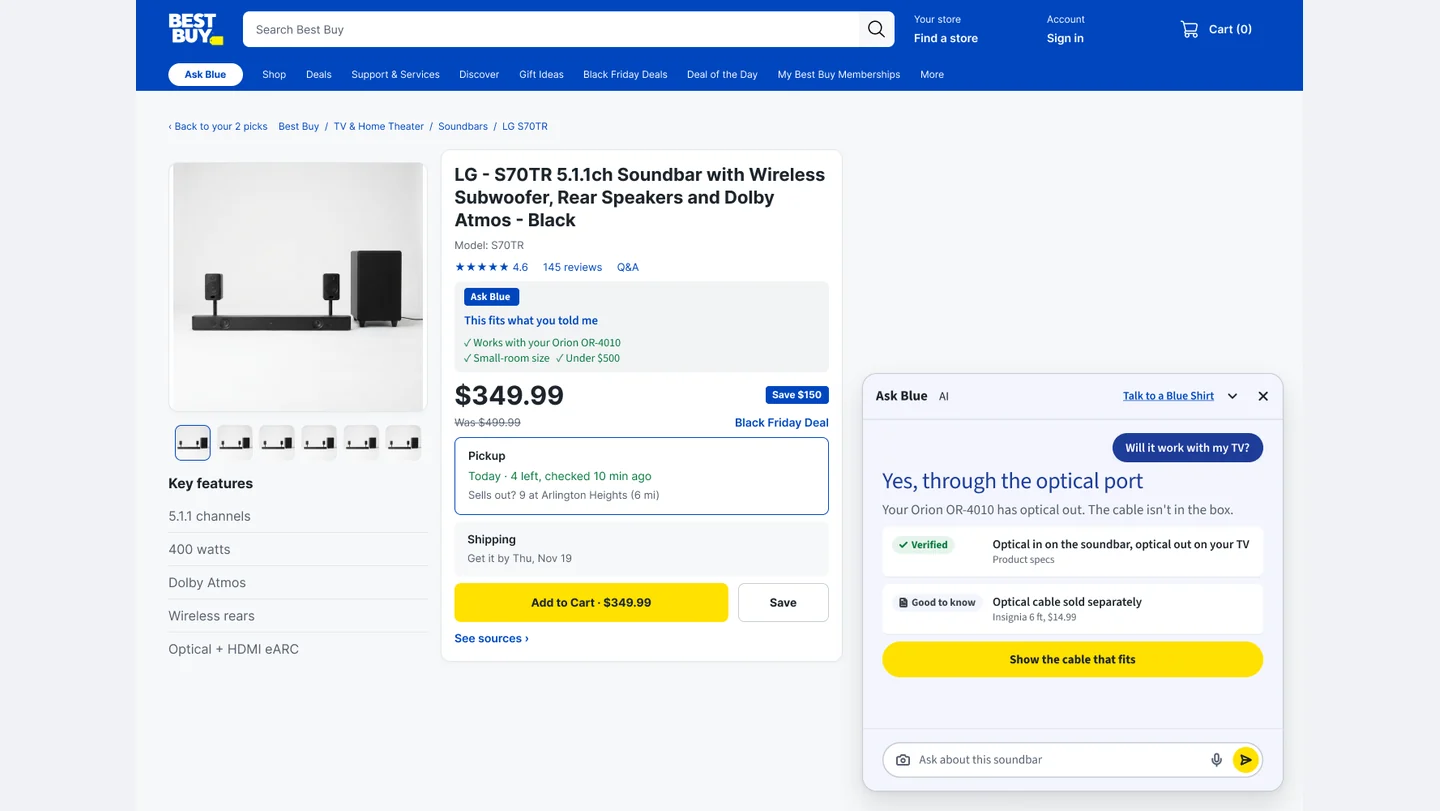 BEST BUY
Search Best Buy
Your store
Find a store
Account
Sign in
Cart (0)
Ask Blue
Shop
Deals
Support & Services
Discover
Gift Ideas
Black Friday Deals
Deal of the Day
My Best Buy Memberships
More
‹ Back to your 2 picks
Best Buy / TV & Home Theater / Soundbars / LG S70TR
LG - S70TR 5.1.1ch Soundbar with Wireless
Subwoofer, Rear Speakers and Dolby
Atmos - Black
Model: S70TR
★★★★★ 4.6 145 reviews Q&A
Ask Blue
This fits what you told me
✓ Works with your Orion OR-4010
✓ Small-room size ✓ Under $500
$349.99
Save $150
Was $499.99
Black Friday Deal
Pickup
Today · 4 left, checked 10 min ago
Sells out? 9 at Arlington Heights (6 mi)
Shipping
Get it by Thu, Nov 19
Add to Cart · $349.99
Save
See sources ›
Key features
5.1.1 channels
400 watts
Dolby Atmos
Wireless rears
Optical + HDMI eARC
Ask Blue AI
Talk to a Blue Shirt
Will it work with my TV?
Yes, through the optical port
Your Orion OR-4010 has optical out. The cable isn't in the box.
✓ Verified
Optical in on the soundbar, optical out on your TV
Product specs
Good to know
Optical cable sold separately
Insignia 6 ft, $14.99
Show the cable that fits
Ask about this soundbar